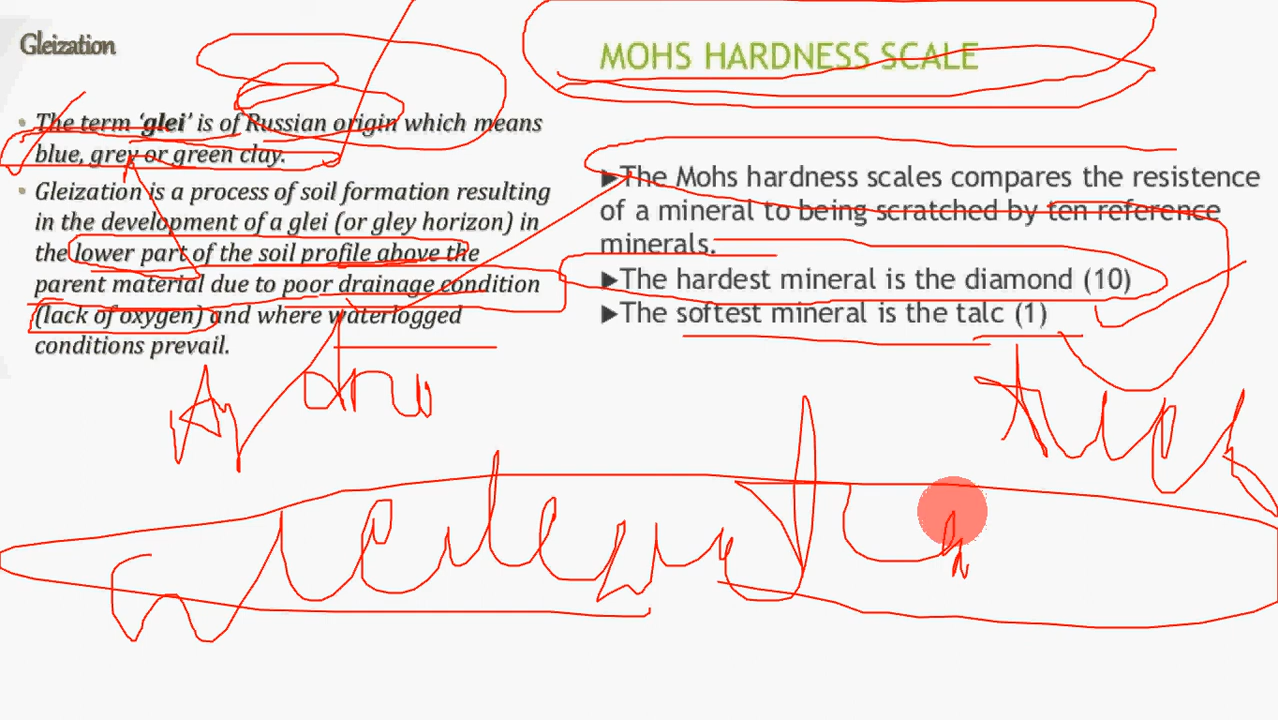 Gleization
• The term ‘glei’ is of Russian origin which means
blue, grey or green clay.
• Gleization is a process of soil formation resulting
in the development of a glei (or gley horizon) in
the lower part of the soil profile above the
parent material due to poor drainage condition
(lack of oxygen) and where waterlogged
conditions prevail.
MOHS HARDNESS SCALE
▶The Mohs hardness scales compares the resistence
of a mineral to being scratched by ten reference
minerals.
▶The hardest mineral is the diamond (10)
▶The softest mineral is the talc (1)